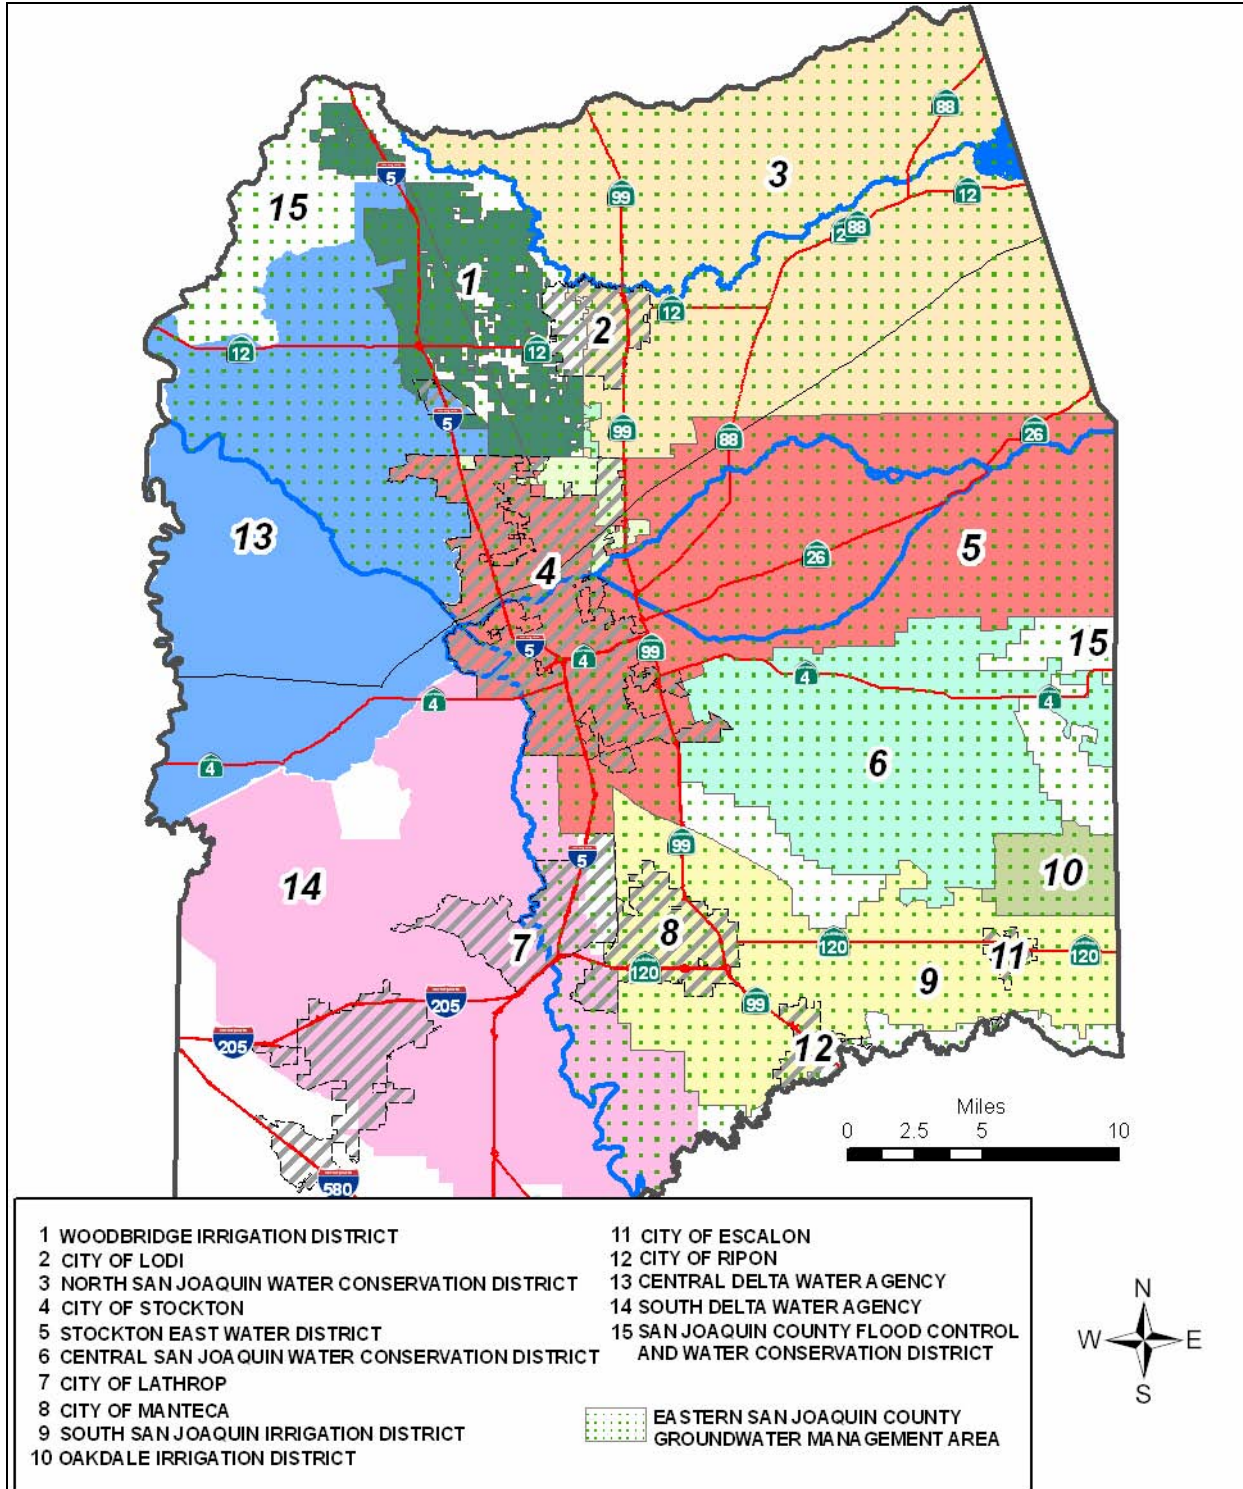 88
3
5
15
99
12
2 88
1
12
2
12
12
5
99
88
26
13
5
4
26
15
5
4
99
4
4
4
4
6
99
5
10
14
8
7
120
11
120
120
9
205
99
205
12
Miles
0 2.5 5 10
580
1 WOODBRIDGE IRRIGATION DISTRICT
2 CITY OF LODI
3 NORTH SAN JOAQUIN WATER CONSERVATION DISTRICT
4 CITY OF STOCKTON
5 STOCKTON EAST WATER DISTRICT
6 CENTRAL SAN JOAQUIN WATER CONSERVATION DISTRICT
7 CITY OF LATHROP
8 CITY OF MANTECA
9 SOUTH SAN JOAQUIN IRRIGATION DISTRICT
10 OAKDALE IRRIGATION DISTRICT
11 CITY OF ESCALON
12 CITY OF RIPON
13 CENTRAL DELTA WATER AGENCY
14 SOUTH DELTA WATER AGENCY
15 SAN JOAQUIN COUNTY FLOOD CONTROL
AND WATER CONSERVATION DISTRICT
EASTERN SAN JOAQUIN COUNTY
GROUNDWATER MANAGEMENT AREA
N
W E
S